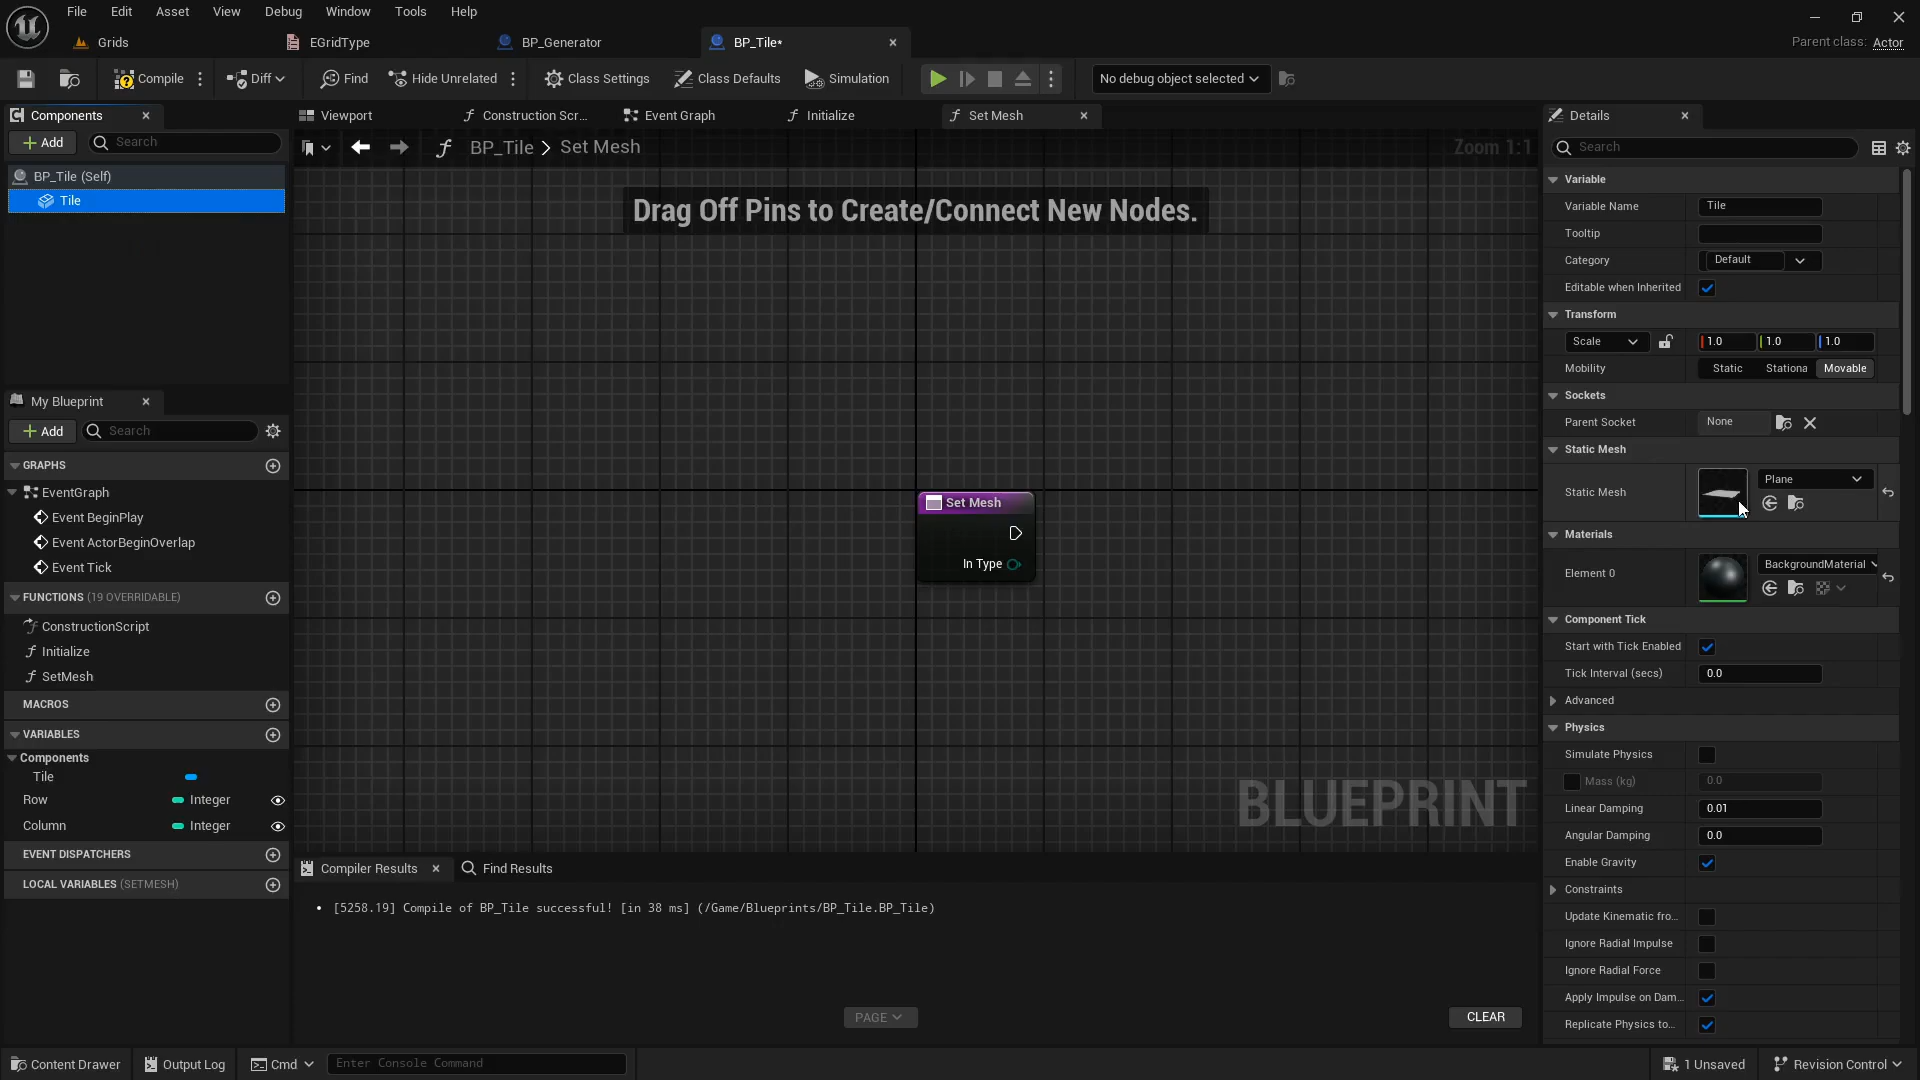 File Edit Asset View Debug Window Tools Help
Grids EGridType BP_Generator BP_Tile*
Parent class: Actor
Compile Diff Find Hide Unrelated Class Settings Class Defaults Simulation No debug object selected
Components
Add Search
BP_Tile (Self)
Tile
My Blueprint
Add Search
GRAPHS
EventGraph
Event BeginPlay
Event ActorBeginOverlap
Event Tick
FUNCTIONS (19 OVERRIDABLE)
ConstructionScript
Initialize
SetMesh
MACROS
VARIABLES
Components
Tile
Row Integer
Column Integer
EVENT DISPATCHERS
LOCAL VARIABLES (SETMESH)
Viewport Construction Scr... Event Graph Initialize Set Mesh
BP_Tile > Set Mesh
Zoom 1:1
Drag Off Pins to Create/Connect New Nodes.
Set Mesh
In Type
BLUEPRINT
Compiler Results Find Results
[5258.19] Compile of BP_Tile successful! [in 38 ms] (/Game/Blueprints/BP_Tile.BP_Tile)
PAGE
CLEAR
Details
Search
Variable
Variable Name Tile
Tooltip
Category Default
Editable when Inherited
Transform
Scale 1.0 1.0 1.0
Mobility Static Stationa Movable
Sockets
Parent Socket None
Static Mesh
Static Mesh Plane
Materials
Element 0 BackgroundMaterial
Component Tick
Start with Tick Enabled
Tick Interval (secs) 0.0
Advanced
Physics
Simulate Physics
Mass (kg) 0.0
Linear Damping 0.01
Angular Damping 0.0
Enable Gravity
Constraints
Update Kinematic fro...
Ignore Radial Impulse
Ignore Radial Force
Apply Impulse on Dam...
Replicate Physics to...
Content Drawer Output Log Cmd Enter Console Command 1 Unsaved Revision Control